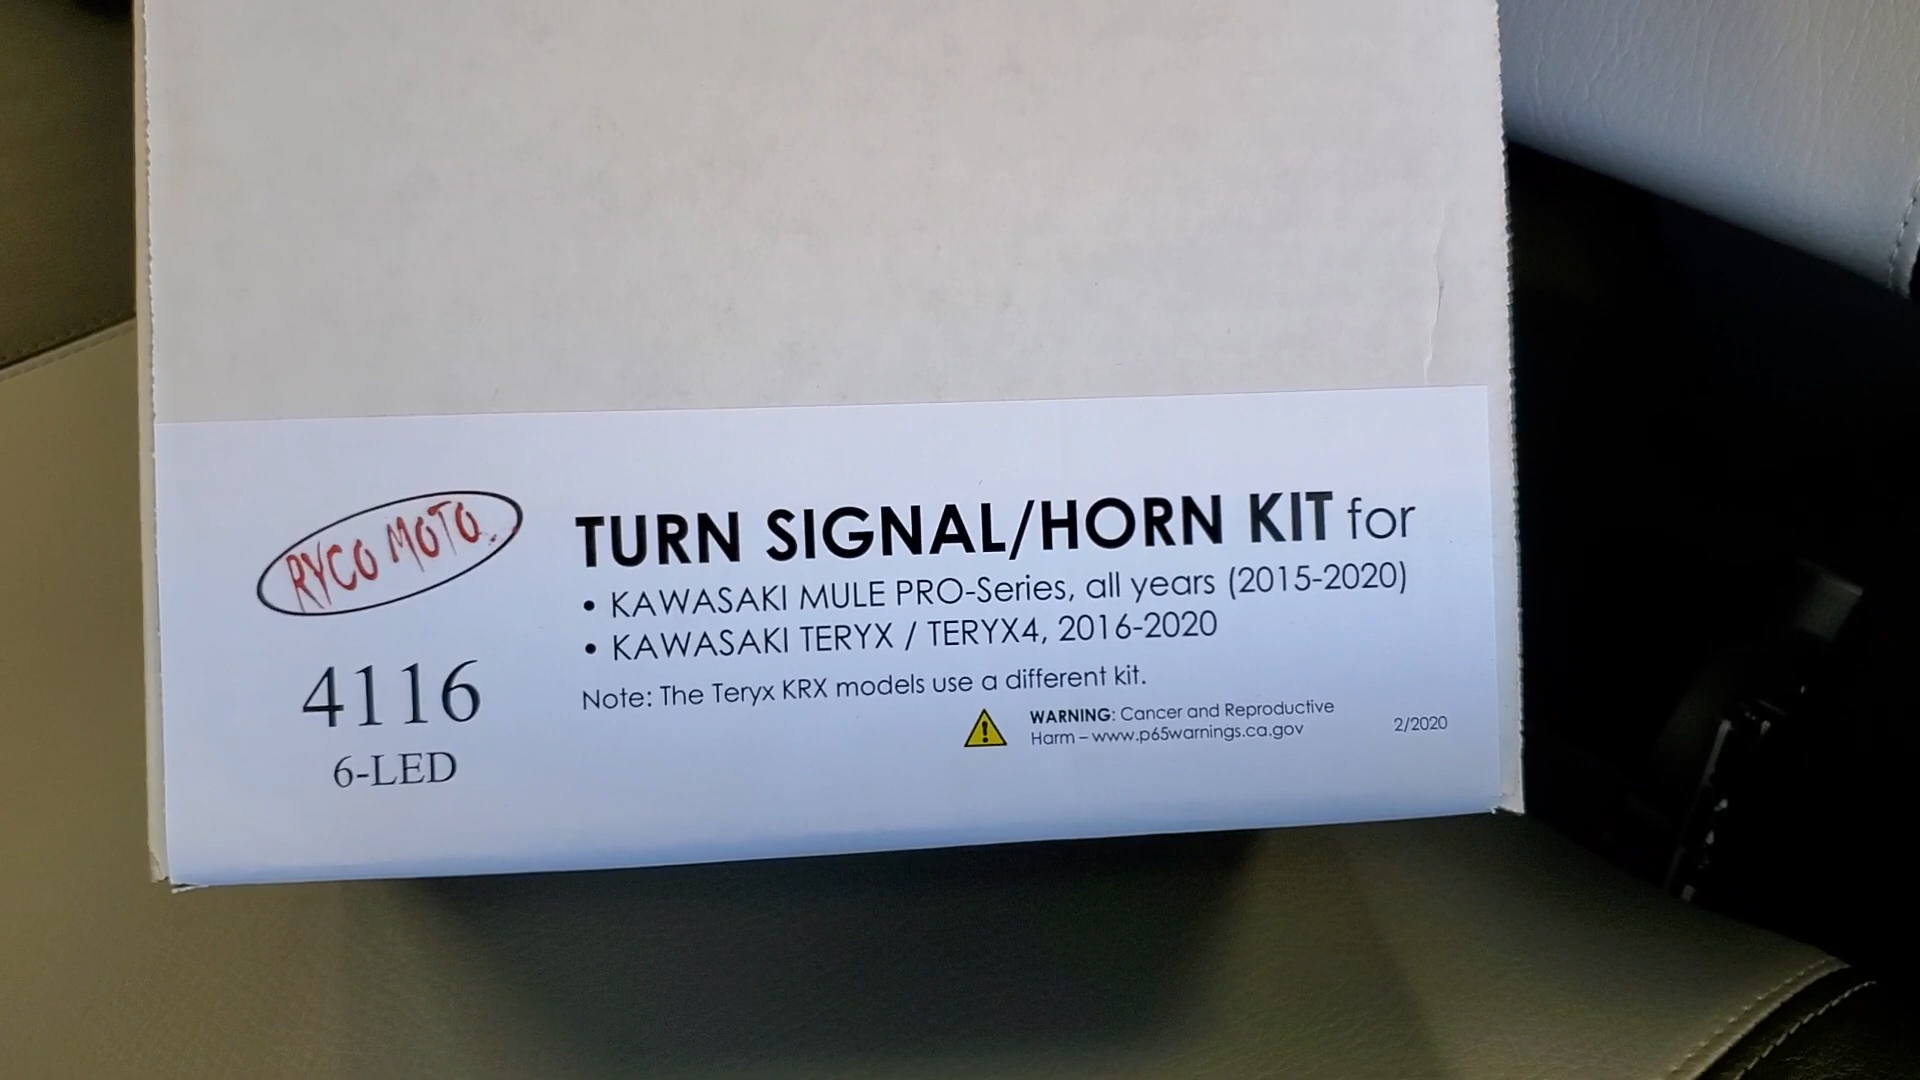 RYCO MOTO
4116
6-LED
TURN SIGNAL/HORN KIT for
• KAWASAKI MULE PRO-Series, all years (2015-2020)
• KAWASAKI TERYX / TERYX4, 2016-2020
Note: The Teryx KRX models use a different kit.
WARNING: Cancer and Reproductive
Harm – www.p65warnings.ca.gov
2/2020